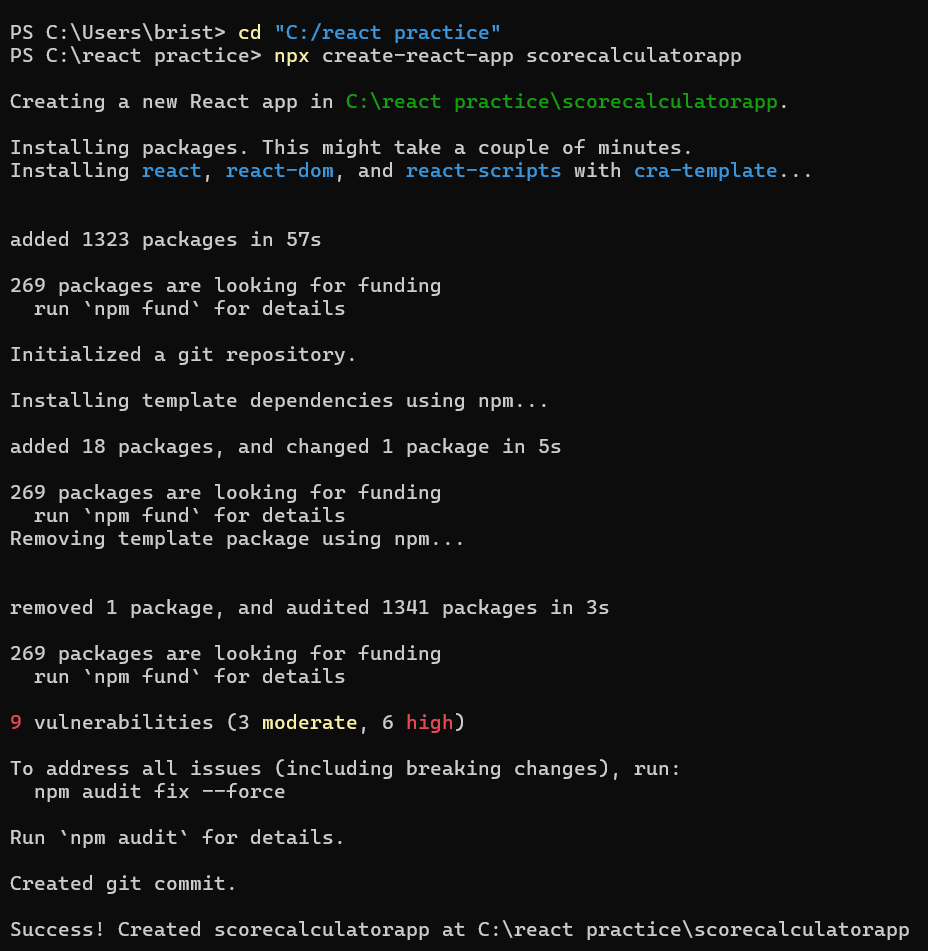 PS C:\Users\brist> cd "C:/react practice"
PS C:\react practice> npx create-react-app scorecalculatorapp
Creating a new React app in C:\react practice\scorecalculatorapp.
Installing packages. This might take a couple of minutes.
Installing react, react-dom, and react-scripts with cra-template...
added 1323 packages in 57s
269 packages are looking for funding
  run `npm fund` for details
Initialized a git repository.
Installing template dependencies using npm...
added 18 packages, and changed 1 package in 5s
269 packages are looking for funding
  run `npm fund` for details
Removing template package using npm...
removed 1 package, and audited 1341 packages in 3s
269 packages are looking for funding
  run `npm fund` for details
9 vulnerabilities (3 moderate, 6 high)
To address all issues (including breaking changes), run:
  npm audit fix --force
Run `npm audit` for details.
Created git commit.
Success! Created scorecalculatorapp at C:\react practice\scorecalculatorapp